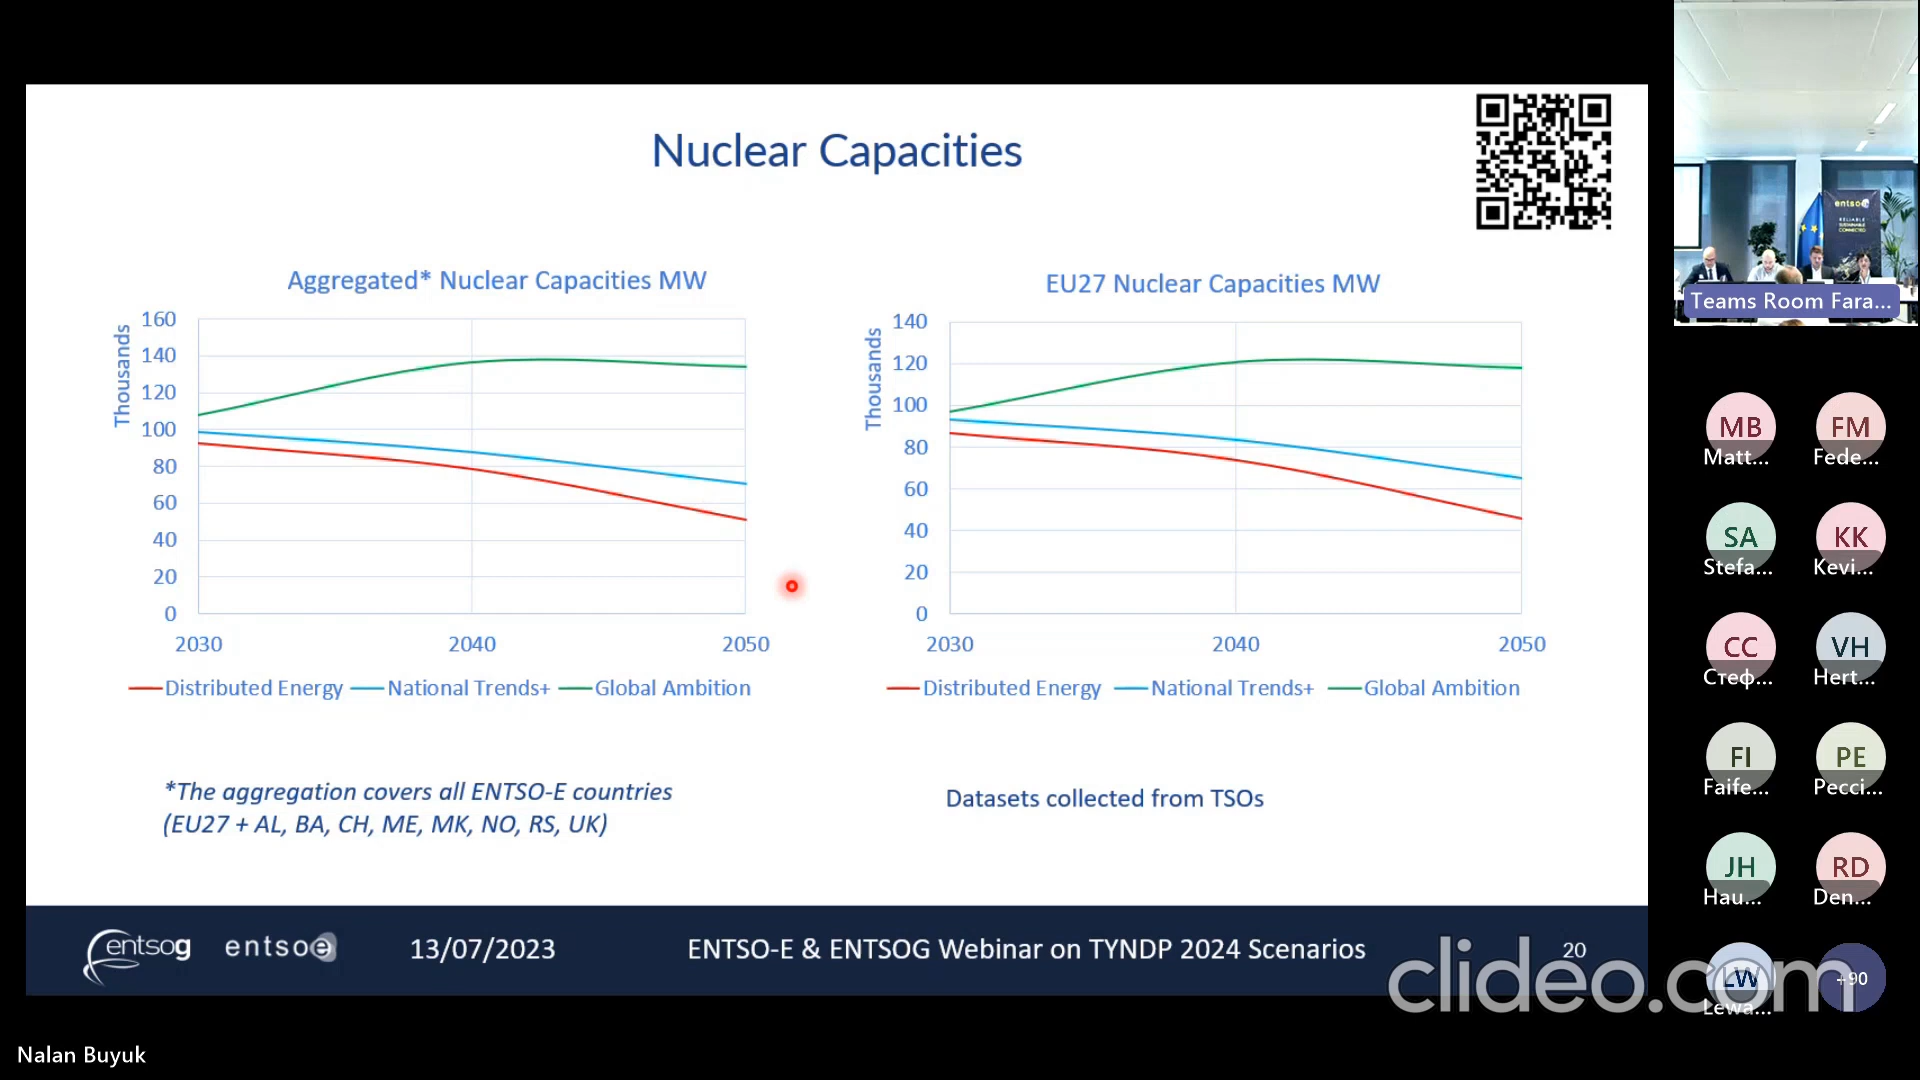 Nuclear Capacities
Aggregated* Nuclear Capacities MW
Thousands
160
140
120
100
80
60
40
20
0
2030 2040 2050
Distributed Energy National Trends+ Global Ambition
*The aggregation covers all ENTSO-E countries
(EU27 + AL, BA, CH, ME, MK, NO, RS, UK)
EU27 Nuclear Capacities MW
Thousands
140
120
100
80
60
40
20
0
2030 2040 2050
Distributed Energy National Trends+ Global Ambition
Datasets collected from TSOs
entsog entsoe 13/07/2023 ENTSO-E & ENTSOG Webinar on TYNDP 2024 Scenarios 20
clideo.com
Nalan Buyuk
entsoe
RELIABLE
SUSTAINABLE
CONNECTED
Teams Room Fara...
MB FM
Matt... Fede...
SA KK
Stefa... Kevi...
CC VH
Стеф... Hert...
FI PE
Faife... Pecci...
JH RD
Hau... Den...
LW +90
Lewa...